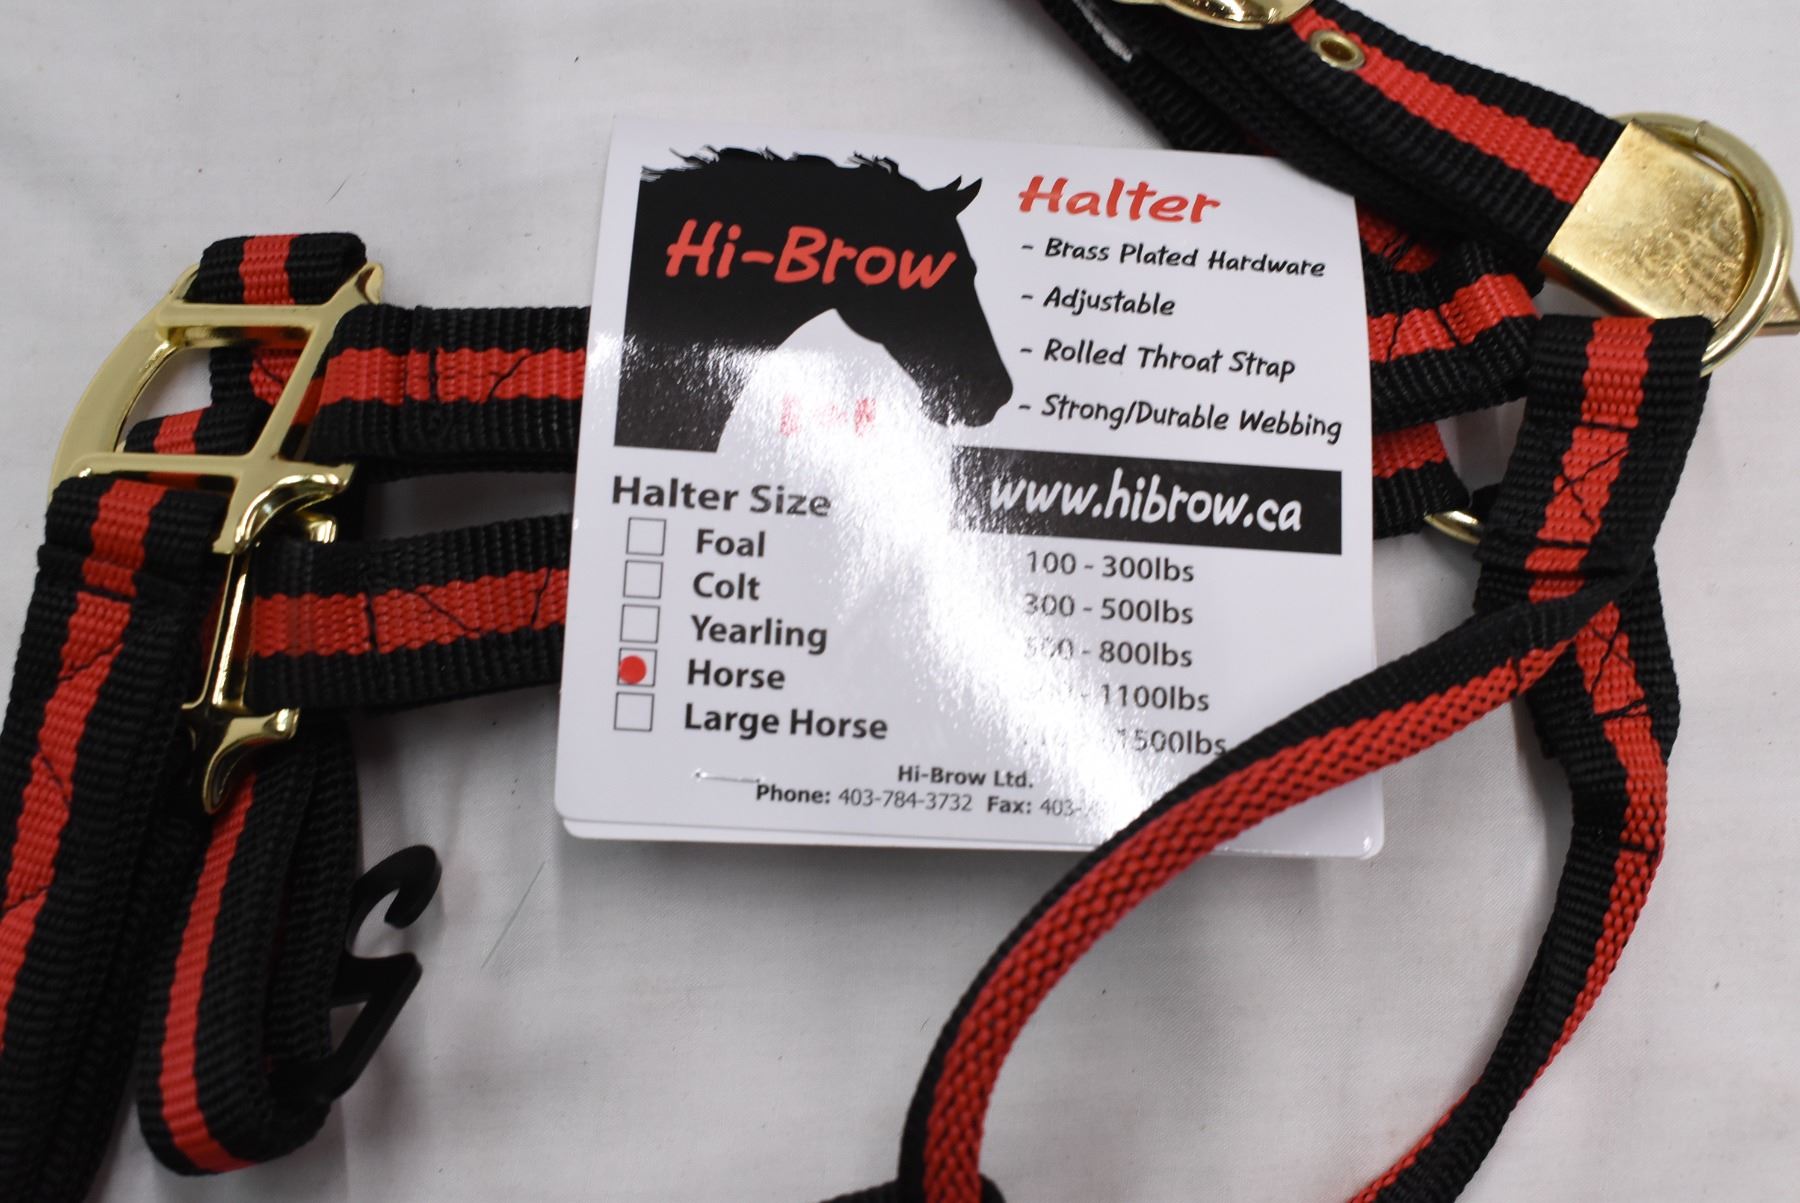 Hi-Brow
Halter
- Brass Plated Hardware
- Adjustable
- Rolled Throat Strap
- Strong/Durable Webbing
www.hibrow.ca
Halter Size
Foal 100 - 300lbs
Colt 300 - 500lbs
Yearling - 800lbs
Horse - 1100lbs
Large Horse
Hi-Brow Ltd.
Phone: 403-784-3732 Fax: 403-